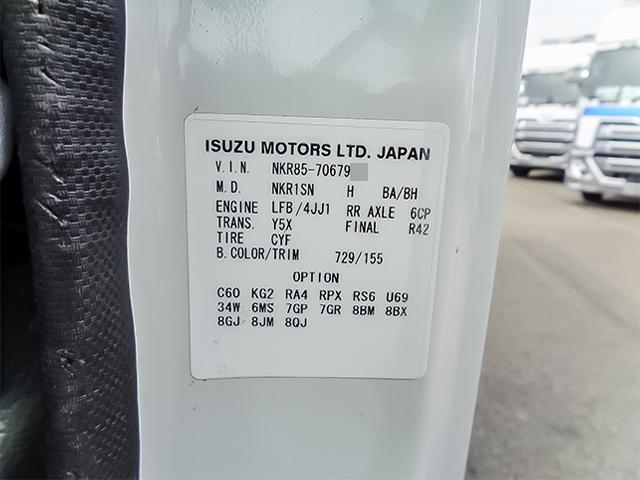 ISUZU MOTORS LTD. JAPAN
V.I.N. NKR85-70679
M.D. NKR1SN H BA/BH
ENGINE LFB/4JJ1 RR AXLE 6CP
TRANS. Y5X FINAL R42
TIRE CYF
B.COLOR/TRIM 729/155
OPTION
C60 KG2 RA4 RPX RS6 U69
34W 6MS 7GP 7GR 8BM 8BX
8GJ 8JM 8QJ